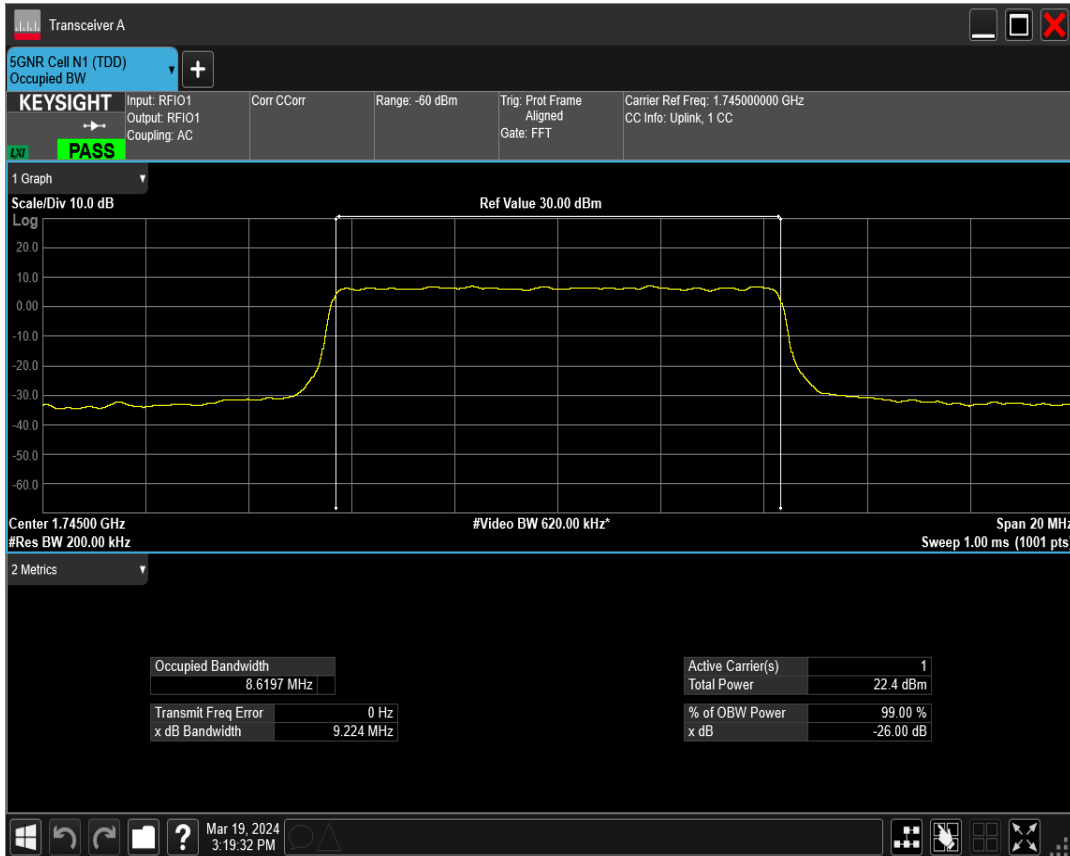 Transceiver A
5GNR Cell N1 (TDD)
Occupied BW
+
KEYSIGHT
LXI
PASS
Input: RFIO1
Output: RFIO1
Coupling: AC
Corr CCorr
Range: -60 dBm
Trig: Prot Frame
Aligned
Gate: FFT
Carrier Ref Freq: 1.745000000 GHz
CC Info: Uplink, 1 CC
1 Graph
Scale/Div 10.0 dB
Ref Value 30.00 dBm
Log
20.0
10.0
0.00
-10.0
-20.0
-30.0
-40.0
-50.0
-60.0
Center 1.74500 GHz
#Video BW 620.00 kHz*
Span 20 MHz
#Res BW 200.00 kHz
Sweep 1.00 ms (1001 pts)
2 Metrics
Occupied Bandwidth
8.6197 MHz
Transmit Freq Error 0 Hz
x dB Bandwidth 9.224 MHz
Active Carrier(s) 1
Total Power 22.4 dBm
% of OBW Power 99.00 %
x dB -26.00 dB
?
Mar 19, 2024
3:19:32 PM